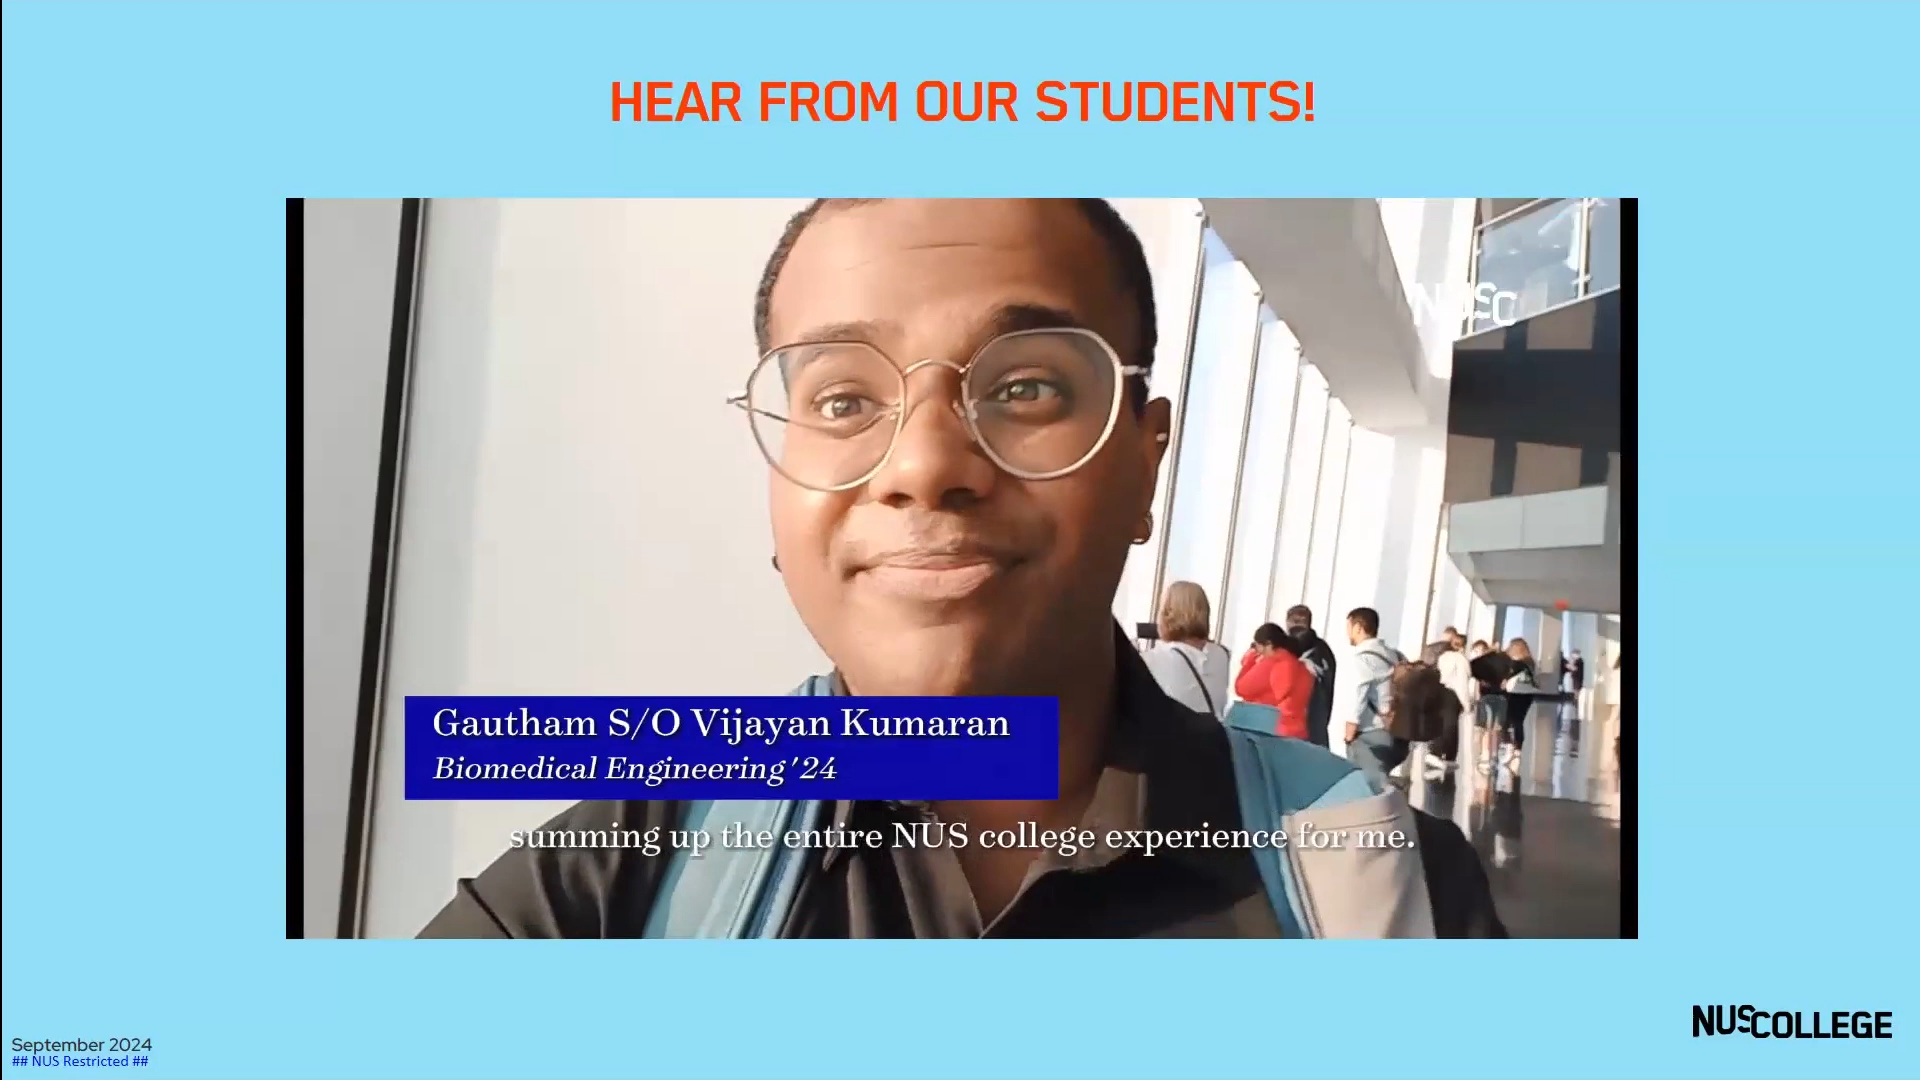 HEAR FROM OUR STUDENTS!
NUSC
Gautham S/O Vijayan Kumaran
Biomedical Engineering '24
summing up the entire NUS college experience for me.
NUSCOLLEGE
September 2024
## NUS Restricted ##